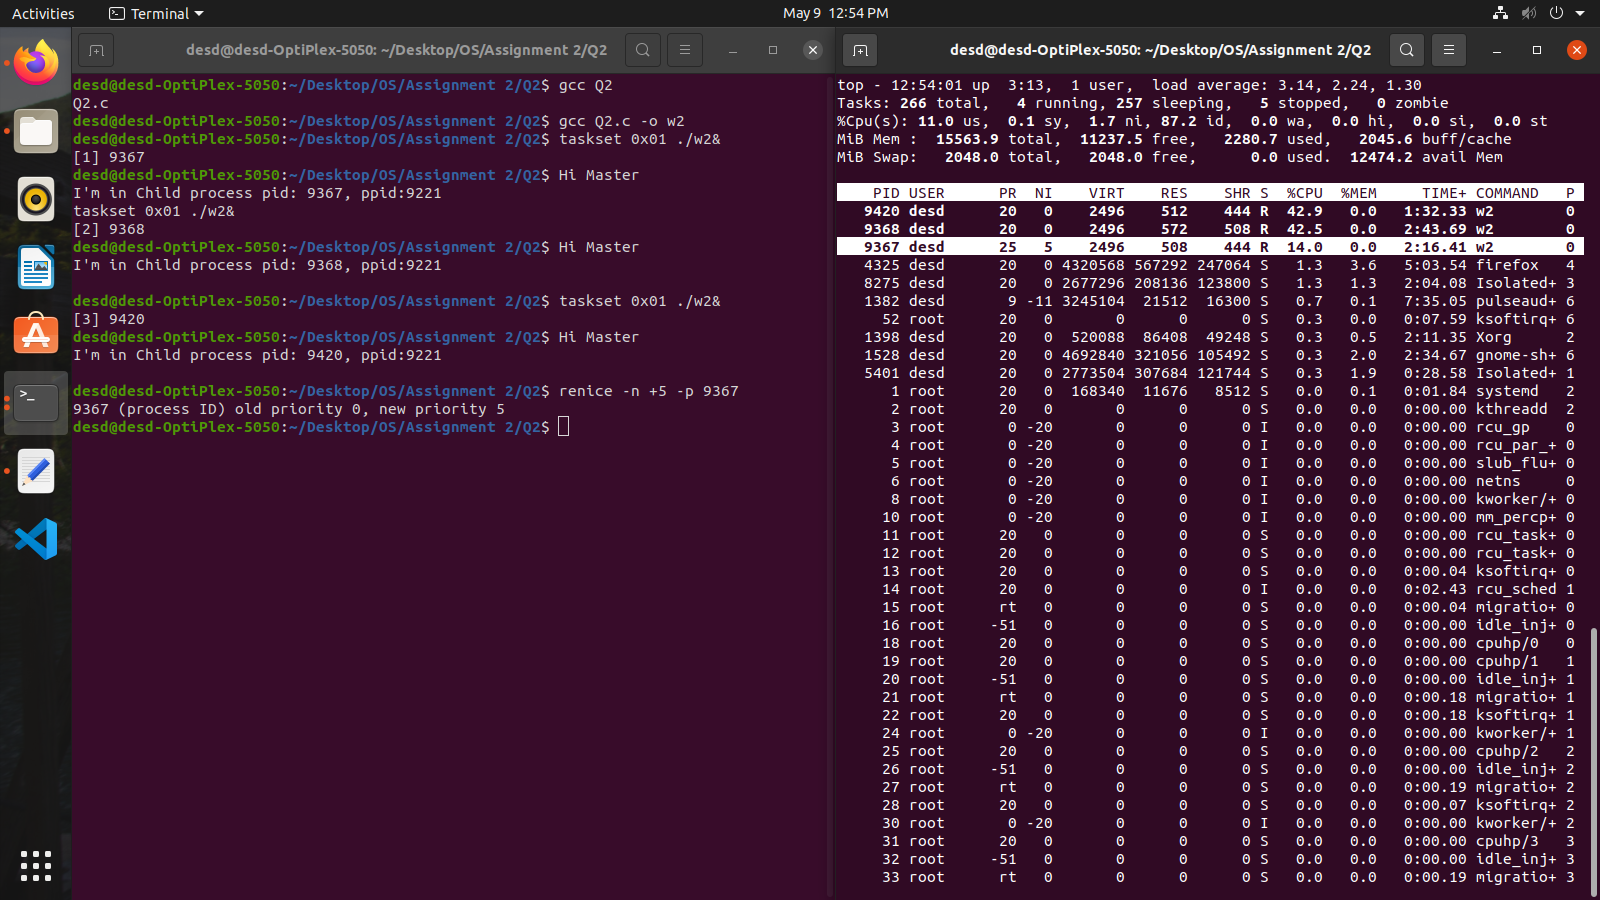 Activities
Terminal
May 9 12:54 PM
desd@desd-OptiPlex-5050: ~/Desktop/OS/Assignment 2/Q2
desd@desd-OptiPlex-5050:~/Desktop/OS/Assignment 2/Q2$ gcc Q2
Q2.c
desd@desd-OptiPlex-5050:~/Desktop/OS/Assignment 2/Q2$ gcc Q2.c -o w2
desd@desd-OptiPlex-5050:~/Desktop/OS/Assignment 2/Q2$ taskset 0x01 ./w2&
[1] 9367
desd@desd-OptiPlex-5050:~/Desktop/OS/Assignment 2/Q2$ Hi Master
I'm in Child process pid: 9367, ppid:9221
taskset 0x01 ./w2&
[2] 9368
desd@desd-OptiPlex-5050:~/Desktop/OS/Assignment 2/Q2$ Hi Master
I'm in Child process pid: 9368, ppid:9221
desd@desd-OptiPlex-5050:~/Desktop/OS/Assignment 2/Q2$ taskset 0x01 ./w2&
[3] 9420
desd@desd-OptiPlex-5050:~/Desktop/OS/Assignment 2/Q2$ Hi Master
I'm in Child process pid: 9420, ppid:9221
desd@desd-OptiPlex-5050:~/Desktop/OS/Assignment 2/Q2$ renice -n +5 -p 9367
9367 (process ID) old priority 0, new priority 5
desd@desd-OptiPlex-5050:~/Desktop/OS/Assignment 2/Q2$
desd@desd-OptiPlex-5050: ~/Desktop/OS/Assignment 2/Q2
top - 12:54:01 up 3:13, 1 user, load average: 3.14, 2.24, 1.30
Tasks: 266 total, 4 running, 257 sleeping, 5 stopped, 0 zombie
%Cpu(s): 11.0 us, 0.1 sy, 1.7 ni, 87.2 id, 0.0 wa, 0.0 hi, 0.0 si, 0.0 st
MiB Mem : 15563.9 total, 11237.5 free, 2280.7 used, 2045.6 buff/cache
MiB Swap: 2048.0 total, 2048.0 free, 0.0 used. 12474.2 avail Mem
PID USER PR NI VIRT RES SHR S %CPU %MEM TIME+ COMMAND P
9420 desd 20 0 2496 512 444 R 42.9 0.0 1:32.33 w2 0
9368 desd 20 0 2496 572 508 R 42.5 0.0 2:43.69 w2 0
9367 desd 25 5 2496 508 444 R 14.0 0.0 2:16.41 w2 0
4325 desd 20 0 4320568 567292 247064 S 1.3 3.6 5:03.54 firefox 4
8275 desd 20 0 2677296 208136 123800 S 1.3 1.3 2:04.08 Isolated+ 3
1382 desd 9 -11 3245104 21512 16300 S 0.7 0.1 7:35.05 pulseaud+ 6
52 root 20 0 0 0 0 S 0.3 0.0 0:07.59 ksoftirq+ 6
1398 desd 20 0 520088 86408 49248 S 0.3 0.5 2:11.35 Xorg 2
1528 desd 20 0 4692840 321056 105492 S 0.3 2.0 2:34.67 gnome-sh+ 6
5401 desd 20 0 2773504 307684 121744 S 0.3 1.9 0:28.58 Isolated+ 1
1 root 20 0 168340 11676 8512 S 0.0 0.1 0:01.84 systemd 2
2 root 20 0 0 0 0 S 0.0 0.0 0:00.00 kthreadd 2
3 root 0 -20 0 0 0 I 0.0 0.0 0:00.00 rcu_gp 0
4 root 0 -20 0 0 0 I 0.0 0.0 0:00.00 rcu_par_+ 0
5 root 0 -20 0 0 0 I 0.0 0.0 0:00.00 slub_flu+ 0
6 root 0 -20 0 0 0 I 0.0 0.0 0:00.00 netns 0
8 root 0 -20 0 0 0 I 0.0 0.0 0:00.00 kworker/+ 0
10 root 0 -20 0 0 0 I 0.0 0.0 0:00.00 mm_percp+ 0
11 root 20 0 0 0 0 S 0.0 0.0 0:00.00 rcu_task+ 0
12 root 20 0 0 0 0 S 0.0 0.0 0:00.00 rcu_task+ 0
13 root 20 0 0 0 0 S 0.0 0.0 0:00.04 ksoftirq+ 0
14 root 20 0 0 0 0 I 0.0 0.0 0:02.43 rcu_sched 1
15 root rt 0 0 0 0 S 0.0 0.0 0:00.04 migratio+ 0
16 root -51 0 0 0 0 S 0.0 0.0 0:00.00 idle_inj+ 0
18 root 20 0 0 0 0 S 0.0 0.0 0:00.00 cpuhp/0 0
19 root 20 0 0 0 0 S 0.0 0.0 0:00.00 cpuhp/1 1
20 root -51 0 0 0 0 S 0.0 0.0 0:00.00 idle_inj+ 1
21 root rt 0 0 0 0 S 0.0 0.0 0:00.18 migratio+ 1
22 root 20 0 0 0 0 S 0.0 0.0 0:00.18 ksoftirq+ 1
24 root 0 -20 0 0 0 I 0.0 0.0 0:00.00 kworker/+ 1
25 root 20 0 0 0 0 S 0.0 0.0 0:00.00 cpuhp/2 2
26 root -51 0 0 0 0 S 0.0 0.0 0:00.00 idle_inj+ 2
27 root rt 0 0 0 0 S 0.0 0.0 0:00.19 migratio+ 2
28 root 20 0 0 0 0 S 0.0 0.0 0:00.07 ksoftirq+ 2
30 root 0 -20 0 0 0 I 0.0 0.0 0:00.00 kworker/+ 2
31 root 20 0 0 0 0 S 0.0 0.0 0:00.00 cpuhp/3 3
32 root -51 0 0 0 0 S 0.0 0.0 0:00.00 idle_inj+ 3
33 root rt 0 0 0 0 S 0.0 0.0 0:00.19 migratio+ 3